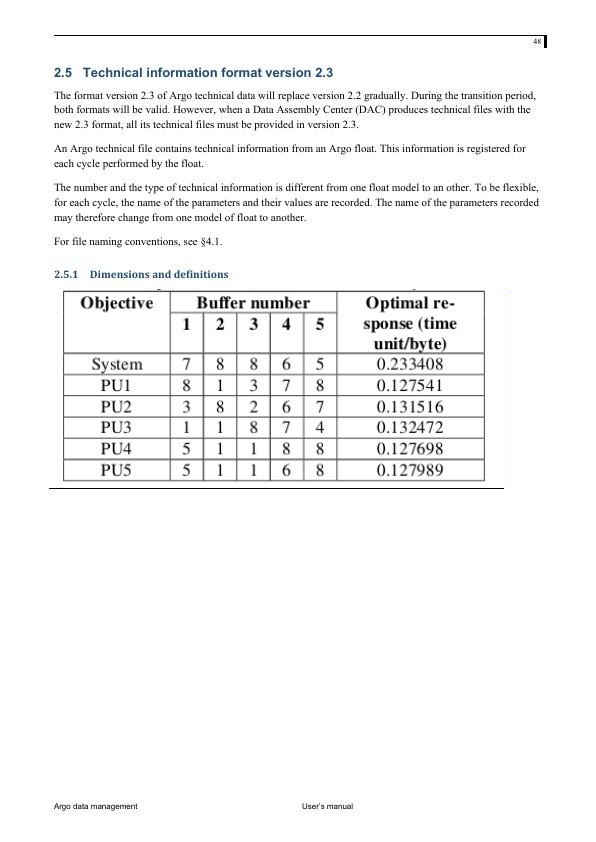 48
2.5 Technical information format version 2.3
The format version 2.3 of Argo technical data will replace version 2.2 gradually. During the transition period,
both formats will be valid. However, when a Data Assembly Center (DAC) produces technical files with the
new 2.3 format, all its technical files must be provided in version 2.3.
An Argo technical file contains technical information from an Argo float. This information is registered for
each cycle performed by the float.
The number and the type of technical information is different from one float model to an other. To be flexible,
for each cycle, the name of the parameters and their values are recorded. The name of the parameters recorded
may therefore change from one model of float to another.
For file naming conventions, see §4.1.
2.5.1 Dimensions and definitions
Objective Buffer number Optimal re-
1 2 3 4 5 sponse (time
unit/byte)
System 7 8 8 6 5 0.233408
PU1 8 1 3 7 8 0.127541
PU2 3 8 2 6 7 0.131516
PU3 1 1 8 7 4 0.132472
PU4 5 1 1 8 8 0.127698
PU5 5 1 1 6 8 0.127989
Argo data management User's manual